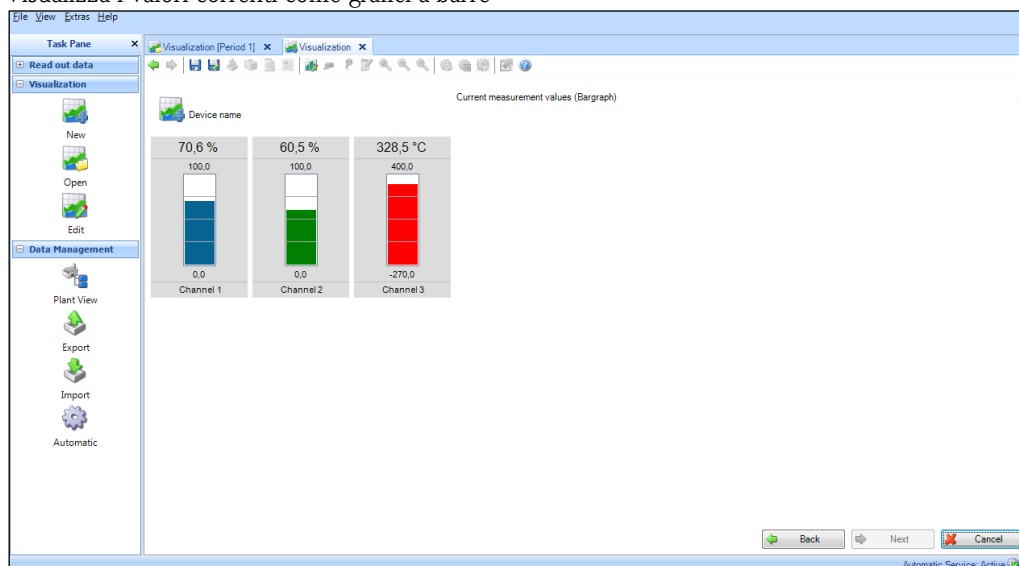 Visualizza i valori correnti come grafici a barre
File View Extras Help
Task Pane
Visualization [Period 1]
Visualization
Read out data
Visualization
New
Open
Edit
Data Management
Plant View
Export
Import
Automatic
Current measurement values (Bargraph)
Device name
70,6 % 60,5 % 328,5 °C
100,0 100,0 400,0
0,0 0,0 -270,0
Channel 1 Channel 2 Channel 3
Back Next Cancel
Automatic Service: Active